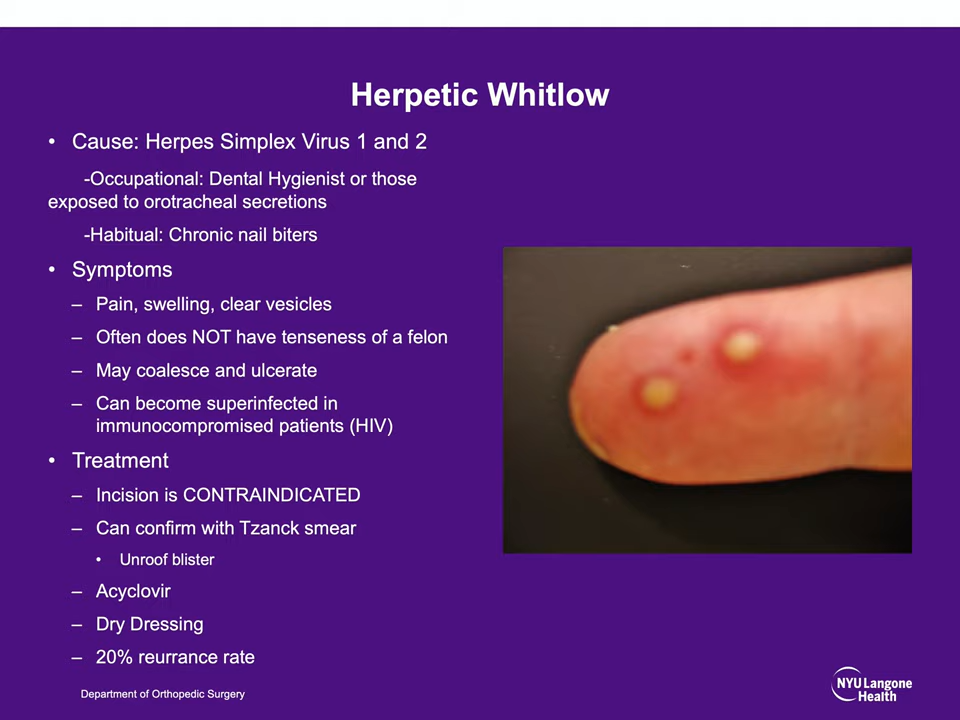 Herpetic Whitlow
• Cause: Herpes Simplex Virus 1 and 2
-Occupational: Dental Hygienist or those
exposed to orotracheal secretions
-Habitual: Chronic nail biters
• Symptoms
– Pain, swelling, clear vesicles
– Often does NOT have tenseness of a felon
– May coalesce and ulcerate
– Can become superinfected in
immunocompromised patients (HIV)
• Treatment
– Incision is CONTRAINDICATED
– Can confirm with Tzanck smear
• Unroof blister
– Acyclovir
– Dry Dressing
– 20% reurrance rate
Department of Orthopedic Surgery
NYU Langone
Health